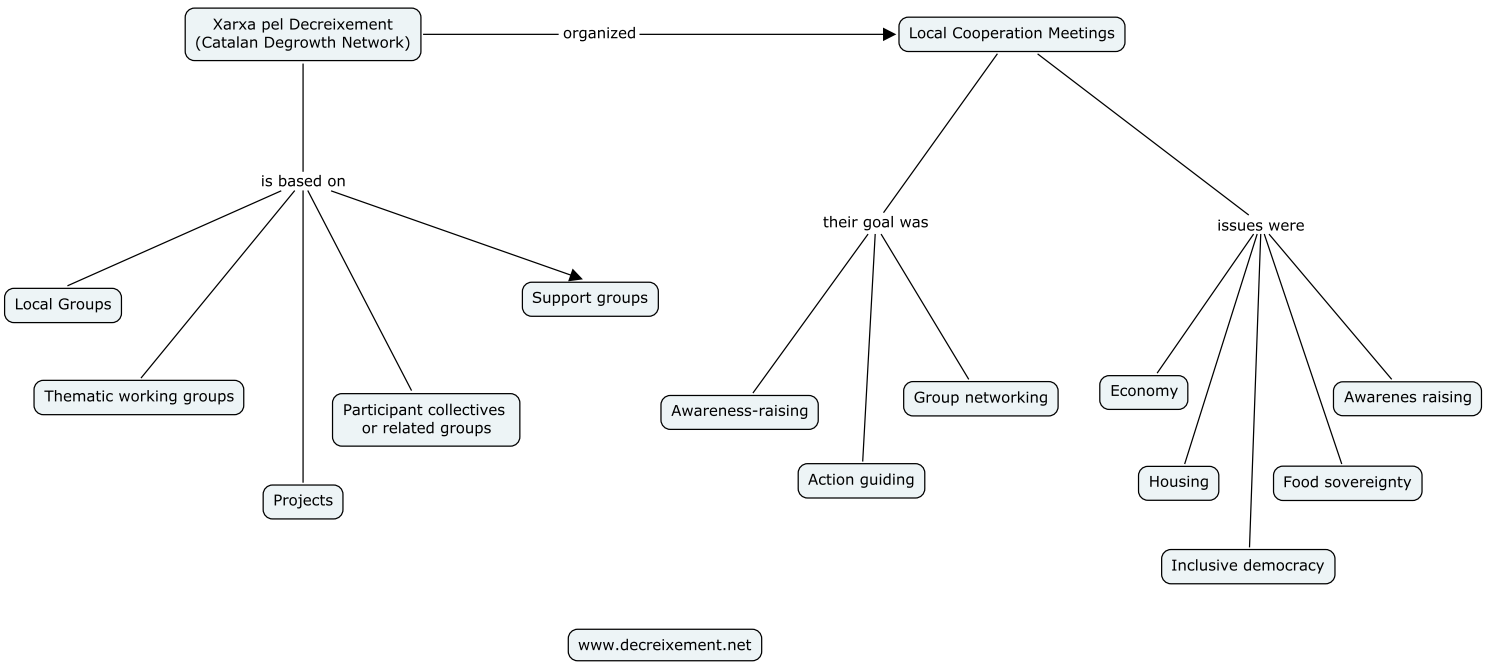 Xarxa pel Decreixement
(Catalan Degrowth Network)
organized
Local Cooperation Meetings
is based on
Local Groups
Thematic working groups
Projects
Participant collectives
or related groups
Support groups
their goal was
Awareness-raising
Action guiding
Group networking
issues were
Economy
Housing
Inclusive democracy
Food sovereignty
Awarenes raising
www.decreixement.net